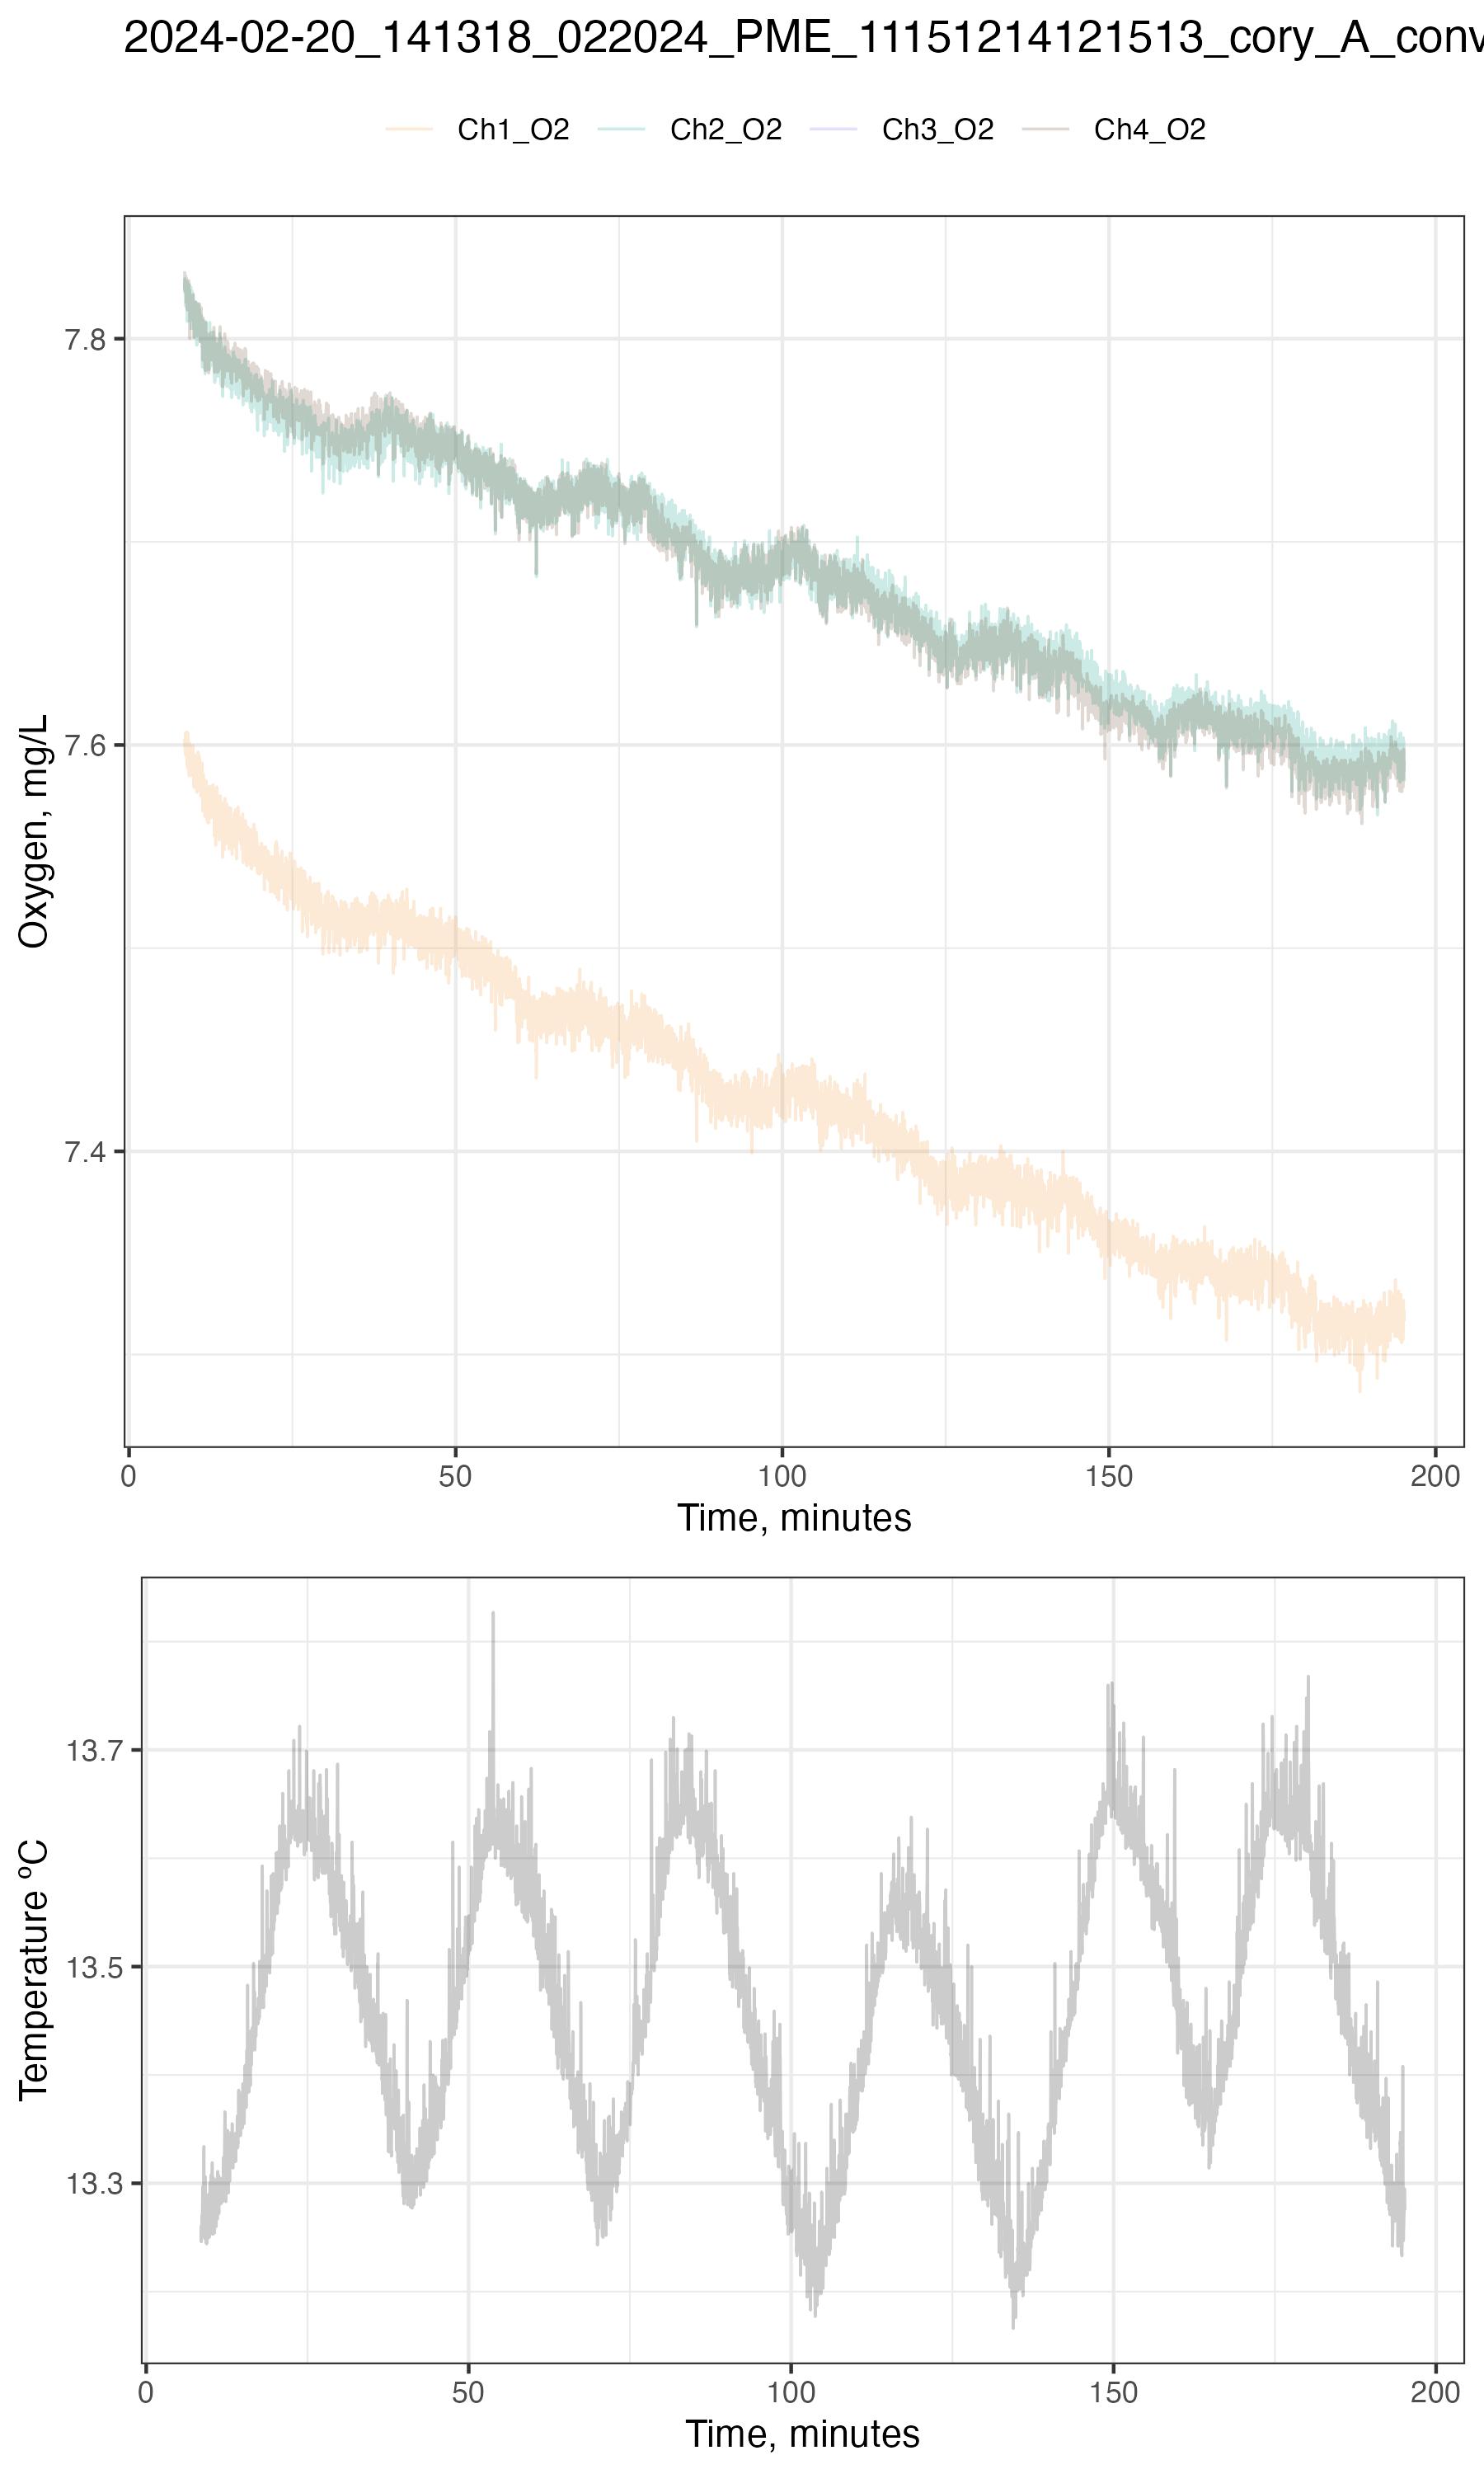 2024-02-20_141318_022024_PME_11151214121513_cory_A_conv
Ch1_O2 Ch2_O2 Ch3_O2 Ch4_O2
7.8
7.6
7.4
Oxygen, mg/L
0 50 100 150 200
Time, minutes
13.7
13.5
13.3
Temperature ºC
0 50 100 150 200
Time, minutes